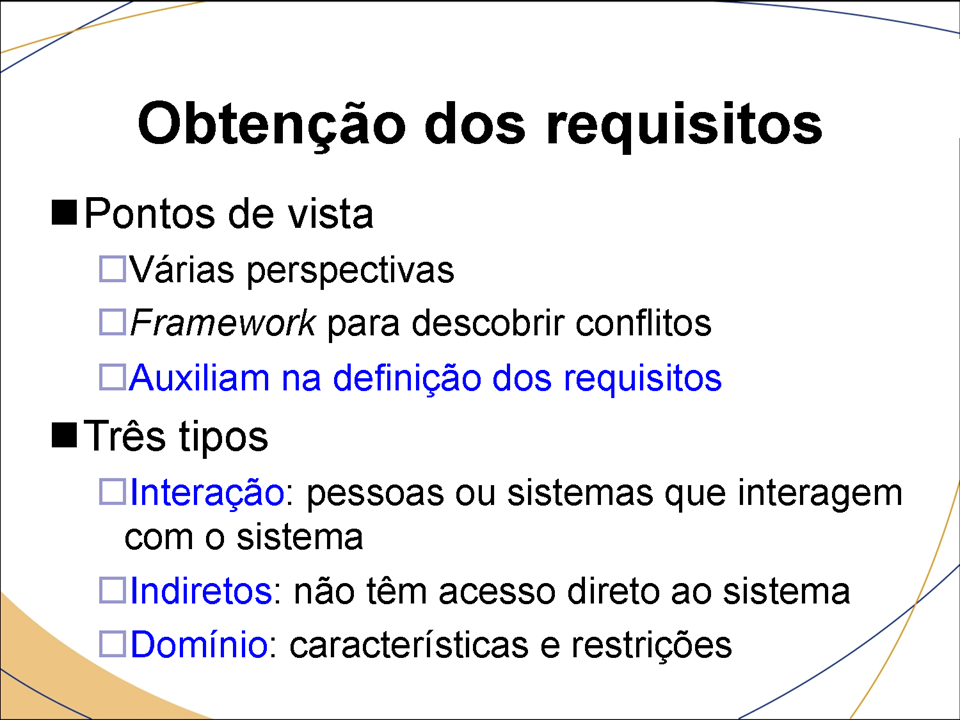 Obtenção dos requisitos
Pontos de vista
Várias perspectivas
Framework para descobrir conflitos
Auxiliam na definição dos requisitos
Três tipos
Interação: pessoas ou sistemas que interagem
com o sistema
Indiretos: não têm acesso direto ao sistema
Domínio: características e restrições